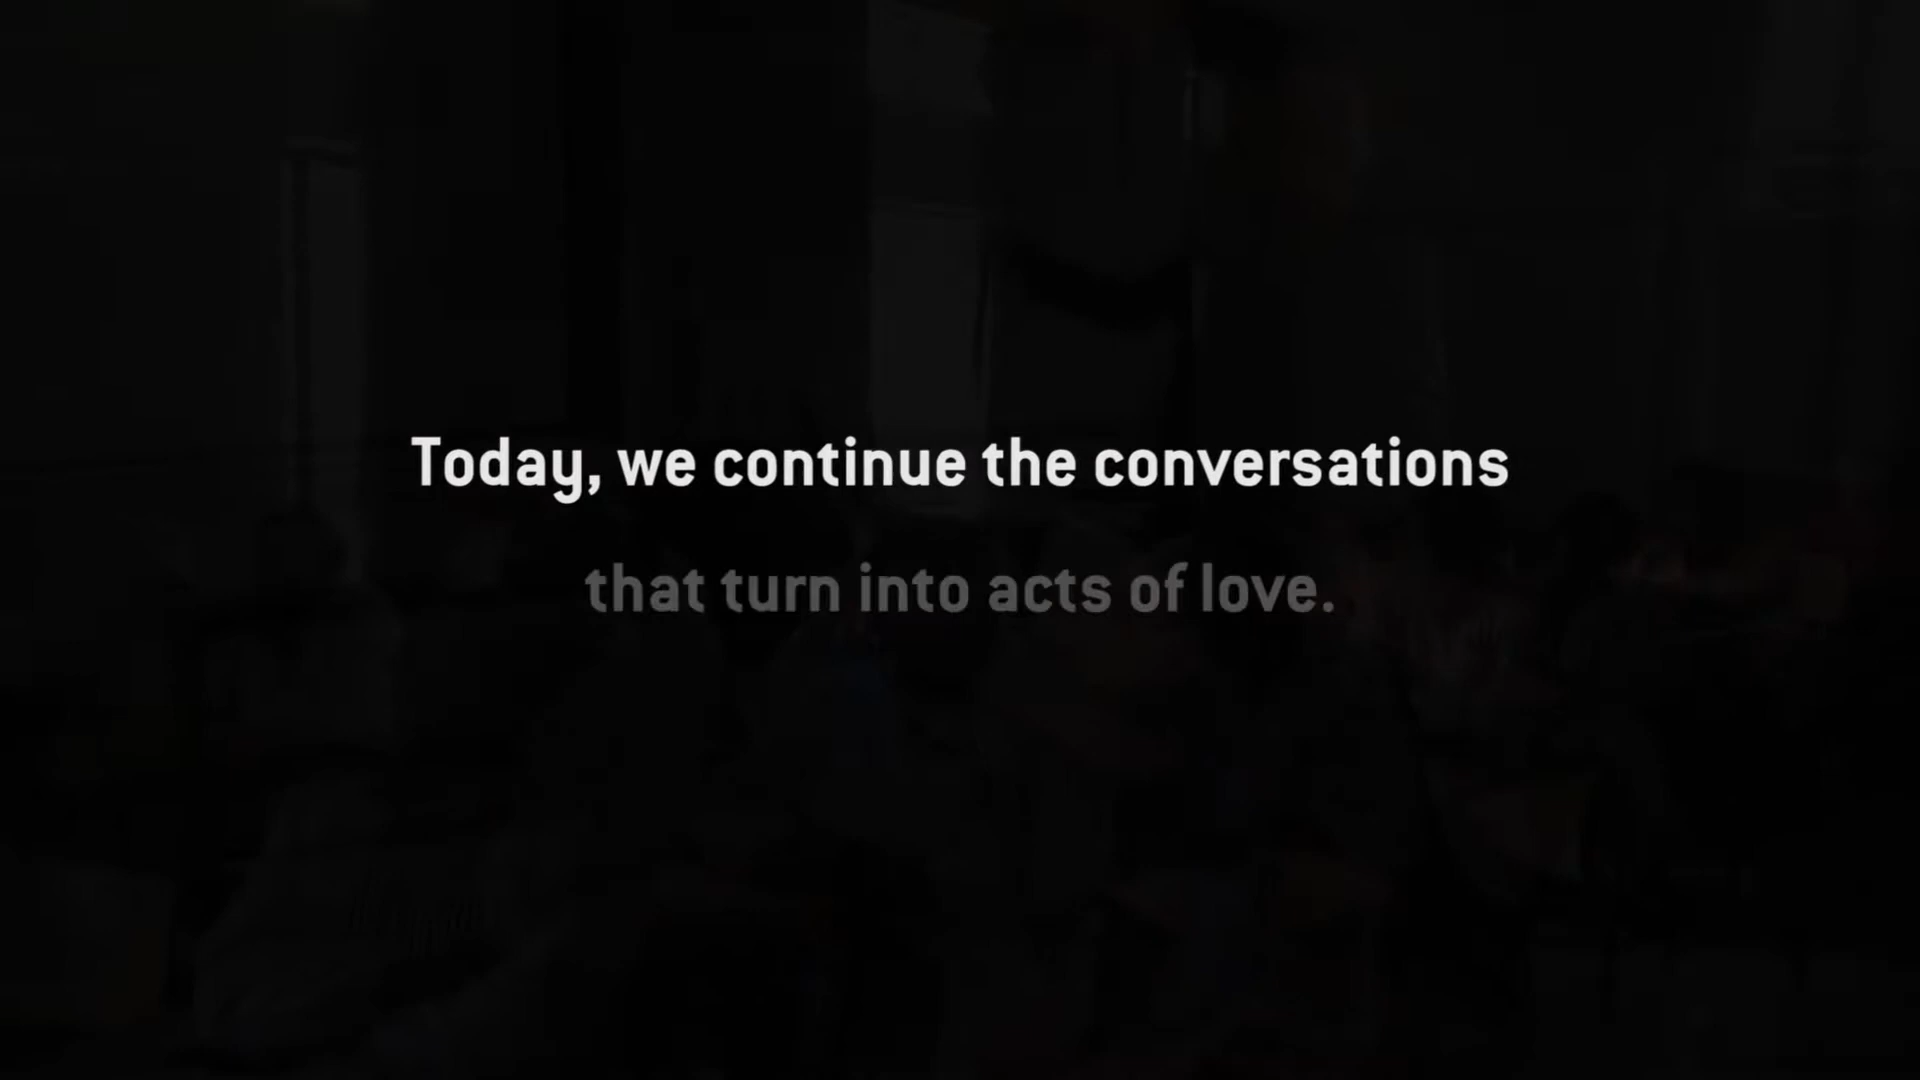 Today, we continue the conversations
that turn into acts of love.